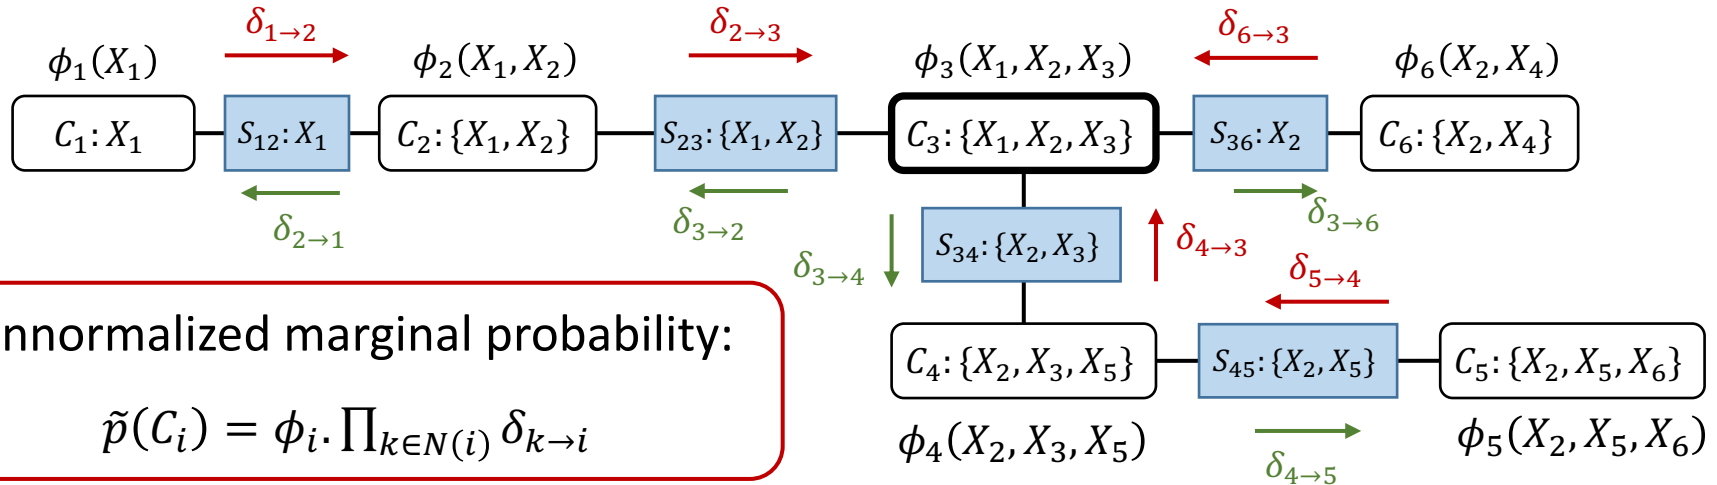 δ₁→₂ δ₂→₃ δ₆→₃
ϕ₁(X₁) ϕ₂(X₁, X₂) ϕ₃(X₁, X₂, X₃) ϕ₆(X₂, X₄)
C₁: X₁ S₁₂: X₁ C₂: {X₁, X₂} S₂₃: {X₁, X₂} C₃: {X₁, X₂, X₃} S₃₆: X₂ C₆: {X₂, X₄}
δ₂→₁ δ₃→₂ δ₃→₆
δ₃→₄ S₃₄: {X₂, X₃} δ₄→₃
δ₅→₄
nnormalized marginal probability:
C₄: {X₂, X₃, X₅} S₄₅: {X₂, X₅} C₅: {X₂, X₅, X₆}
p̃(Cᵢ) = ϕᵢ. ∏ₖ∈N(i) δₖ→ᵢ
ϕ₄(X₂, X₃, X₅) δ₄→₅ ϕ₅(X₂, X₅, X₆)